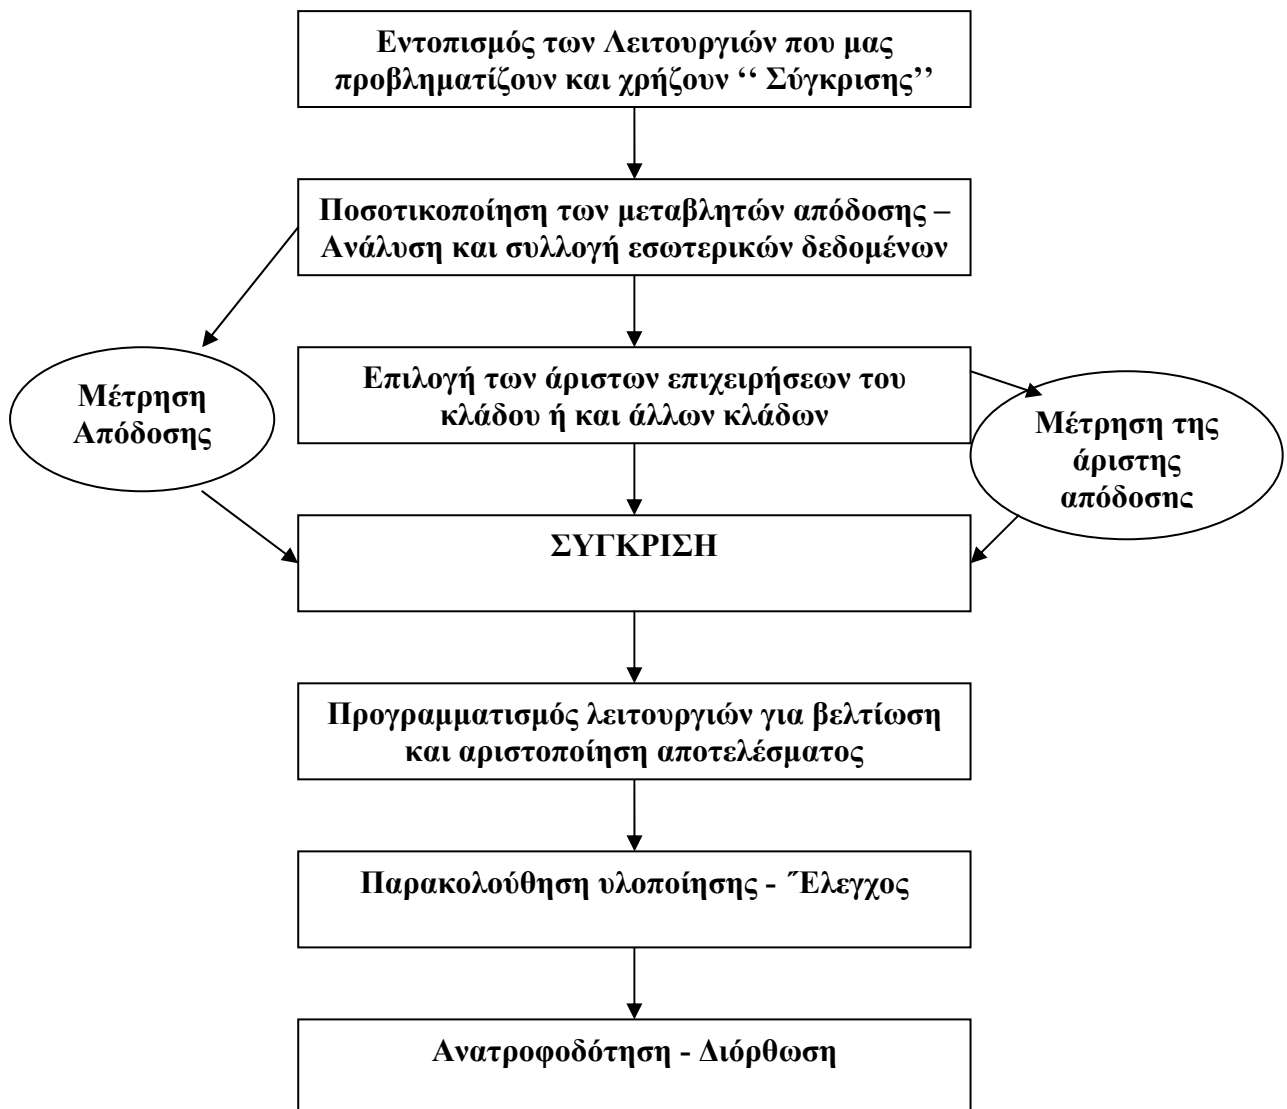 Εντοπισμός των Λειτουργιών που μας
προβληματίζουν και χρήζουν ‘‘ Σύγκρισης’’
Ποσοτικοποίηση των μεταβλητών απόδοσης –
Ανάλυση και συλλογή εσωτερικών δεδομένων
Μέτρηση
Απόδοσης
Επιλογή των άριστων επιχειρήσεων του
κλάδου ή και άλλων κλάδων
Μέτρηση της
άριστης
απόδοσης
ΣΥΓΚΡΙΣΗ
Προγραμματισμός λειτουργιών για βελτίωση
και αριστοποίηση αποτελέσματος
Παρακολούθηση υλοποίησης - Έ̋λεγχος
Ανατροφοδότηση - Διόρθωση